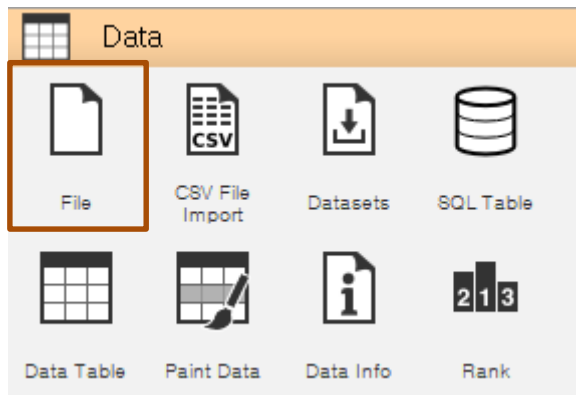 Data
CSV
File
CSV File
Import
Datasets
SQL Table
i
2 1 3
Data Table
Paint Data
Data Info
Rank